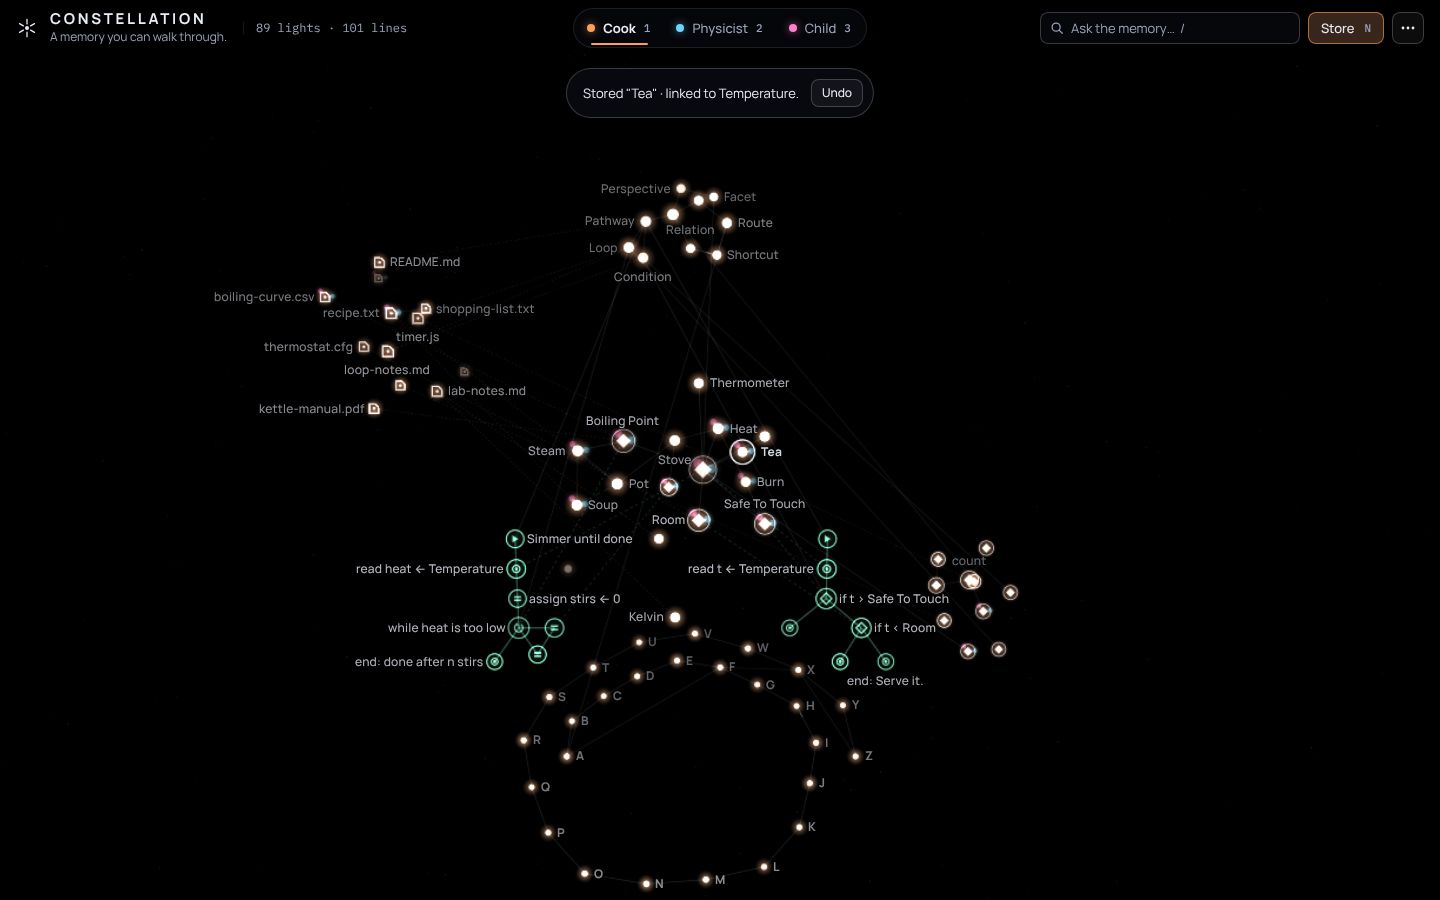 CONSTELLATION
A memory you can walk through.
89 lights · 101 lines
Cook 1
Physicist 2
Child 3
Ask the memory… /
Store N
Stored "Tea" · linked to Temperature.
Undo
Perspective
Facet
Pathway
Relation
Route
Loop
Shortcut
Condition
README.md
boiling-curve.csv
recipe.txt
shopping-list.txt
timer.js
thermostat.cfg
loop-notes.md
lab-notes.md
kettle-manual.pdf
Thermometer
Boiling Point
Heat
Steam
Stove
Tea
Pot
Burn
Soup
Safe To Touch
Room
Simmer until done
read heat ← Temperature
assign stirs ← 0
while heat is too low
end: done after n stirs
read t ← Temperature
if t > Safe To Touch
if t < Room
end: Serve it.
count
Kelvin
U
V
W
T
E
F
X
D
G
S
C
H
Y
B
R
A
I
Z
Q
J
P
K
O
N
M
L